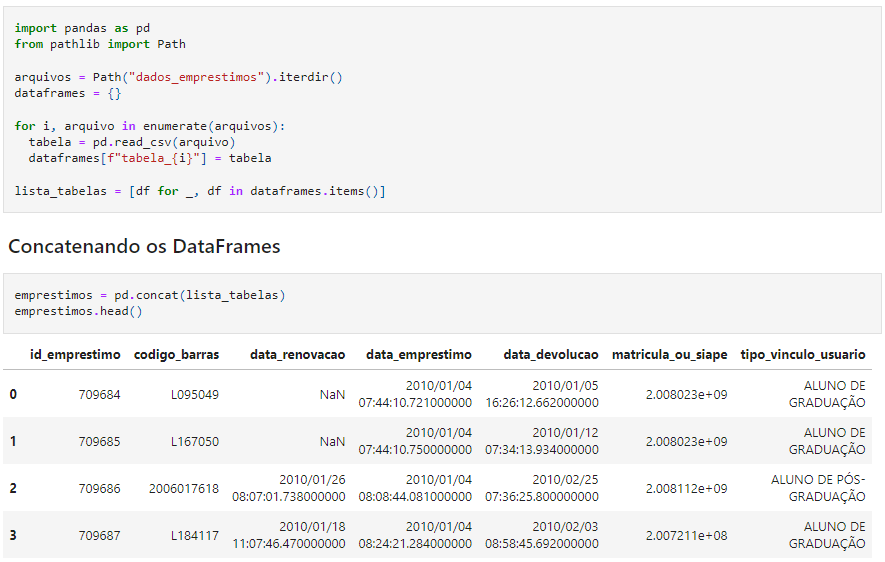 import pandas as pd
from pathlib import Path
arquivos = Path("dados_emprestimos").iterdir()
dataframes = {}
for i, arquivo in enumerate(arquivos):
  tabela = pd.read_csv(arquivo)
  dataframes[f"tabela_{i}"] = tabela
lista_tabelas = [df for _, df in dataframes.items()]
Concatenando os DataFrames
emprestimos = pd.concat(lista_tabelas)
emprestimos.head()
id_emprestimo codigo_barras data_renovacao data_emprestimo data_devolucao matricula_ou_siape tipo_vinculo_usuario
0 709684 L095049 NaN 2010/01/04 07:44:10.721000000 2010/01/05 16:26:12.662000000 2.008023e+09 ALUNO DE GRADUAÇÃO
1 709685 L167050 NaN 2010/01/04 07:44:10.750000000 2010/01/12 07:34:13.934000000 2.008023e+09 ALUNO DE GRADUAÇÃO
2 709686 2006017618 2010/01/26 08:07:01.738000000 2010/01/04 08:08:44.081000000 2010/02/25 07:36:25.800000000 2.008112e+09 ALUNO DE PÓS-GRADUAÇÃO
3 709687 L184117 2010/01/18 11:07:46.470000000 2010/01/04 08:24:21.284000000 2010/02/03 08:58:45.692000000 2.007211e+08 ALUNO DE GRADUAÇÃO